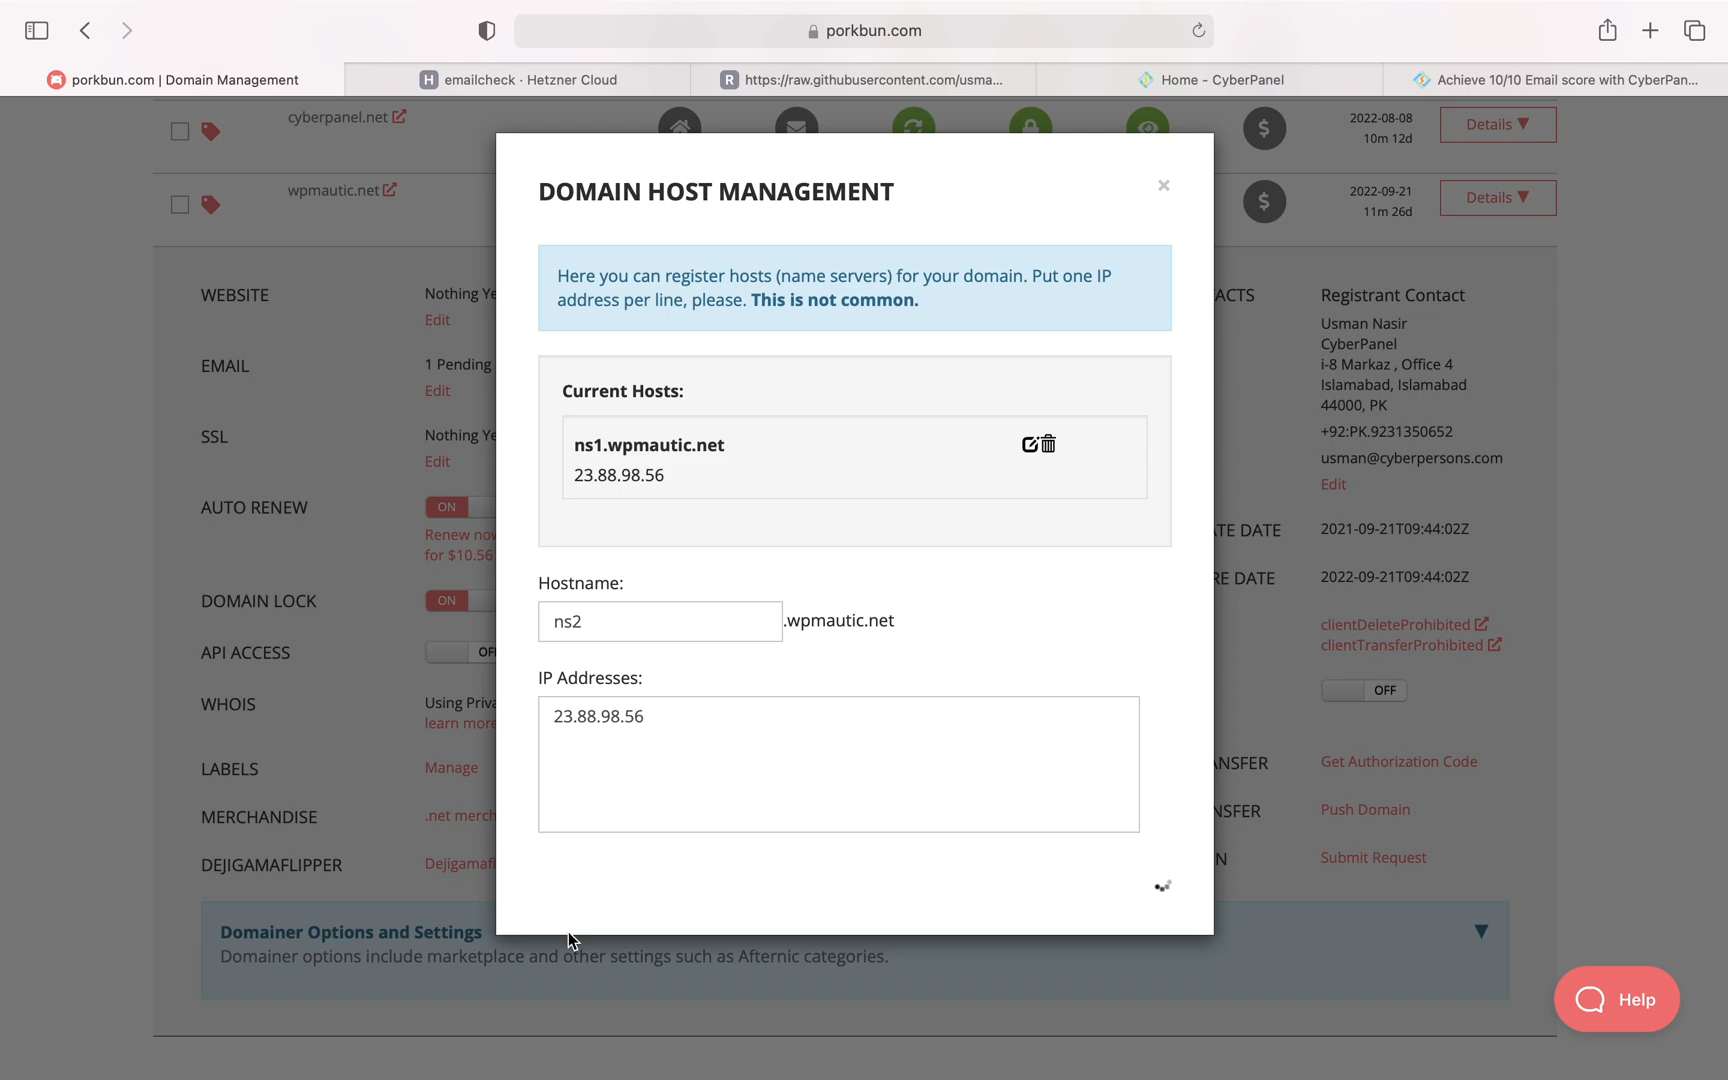 porkbun.com
porkbun.com | Domain Management
emailcheck · Hetzner Cloud
https://raw.githubusercontent.com/usma...
Home - CyberPanel
Achieve 10/10 Email score with CyberPan...
cyberpanel.net
2022-08-08
10m 12d
Details ▼
wpmautic.net
2022-09-21
11m 26d
Details ▼
DOMAIN HOST MANAGEMENT
×
Here you can register hosts (name servers) for your domain. Put one IP
address per line, please. This is not common.
Current Hosts:
ns1.wpmautic.net
23.88.98.56
Hostname:
ns2
.wpmautic.net
IP Addresses:
23.88.98.56
WEBSITE
Nothing Ye
Edit
EMAIL
1 Pending
Edit
SSL
Nothing Ye
Edit
AUTO RENEW
ON
Renew now
for $10.56
DOMAIN LOCK
ON
API ACCESS
OFF
WHOIS
Using Priva
learn more
LABELS
Manage
MERCHANDISE
.net merch
DEJIGAMAFLIPPER
Dejigamafl
TACTS
Registrant Contact
Usman Nasir
CyberPanel
i-8 Markaz , Office 4
Islamabad, Islamabad
44000, PK
+92:PK.9231350652
usman@cyberpersons.com
Edit
TE DATE
2021-09-21T09:44:02Z
RE DATE
2022-09-21T09:44:02Z
clientDeleteProhibited
clientTransferProhibited
OFF
ANSFER
Get Authorization Code
NSFER
Push Domain
N
Submit Request
Domainer Options and Settings
▼
Domainer options include marketplace and other settings such as Afternic categories.
Help